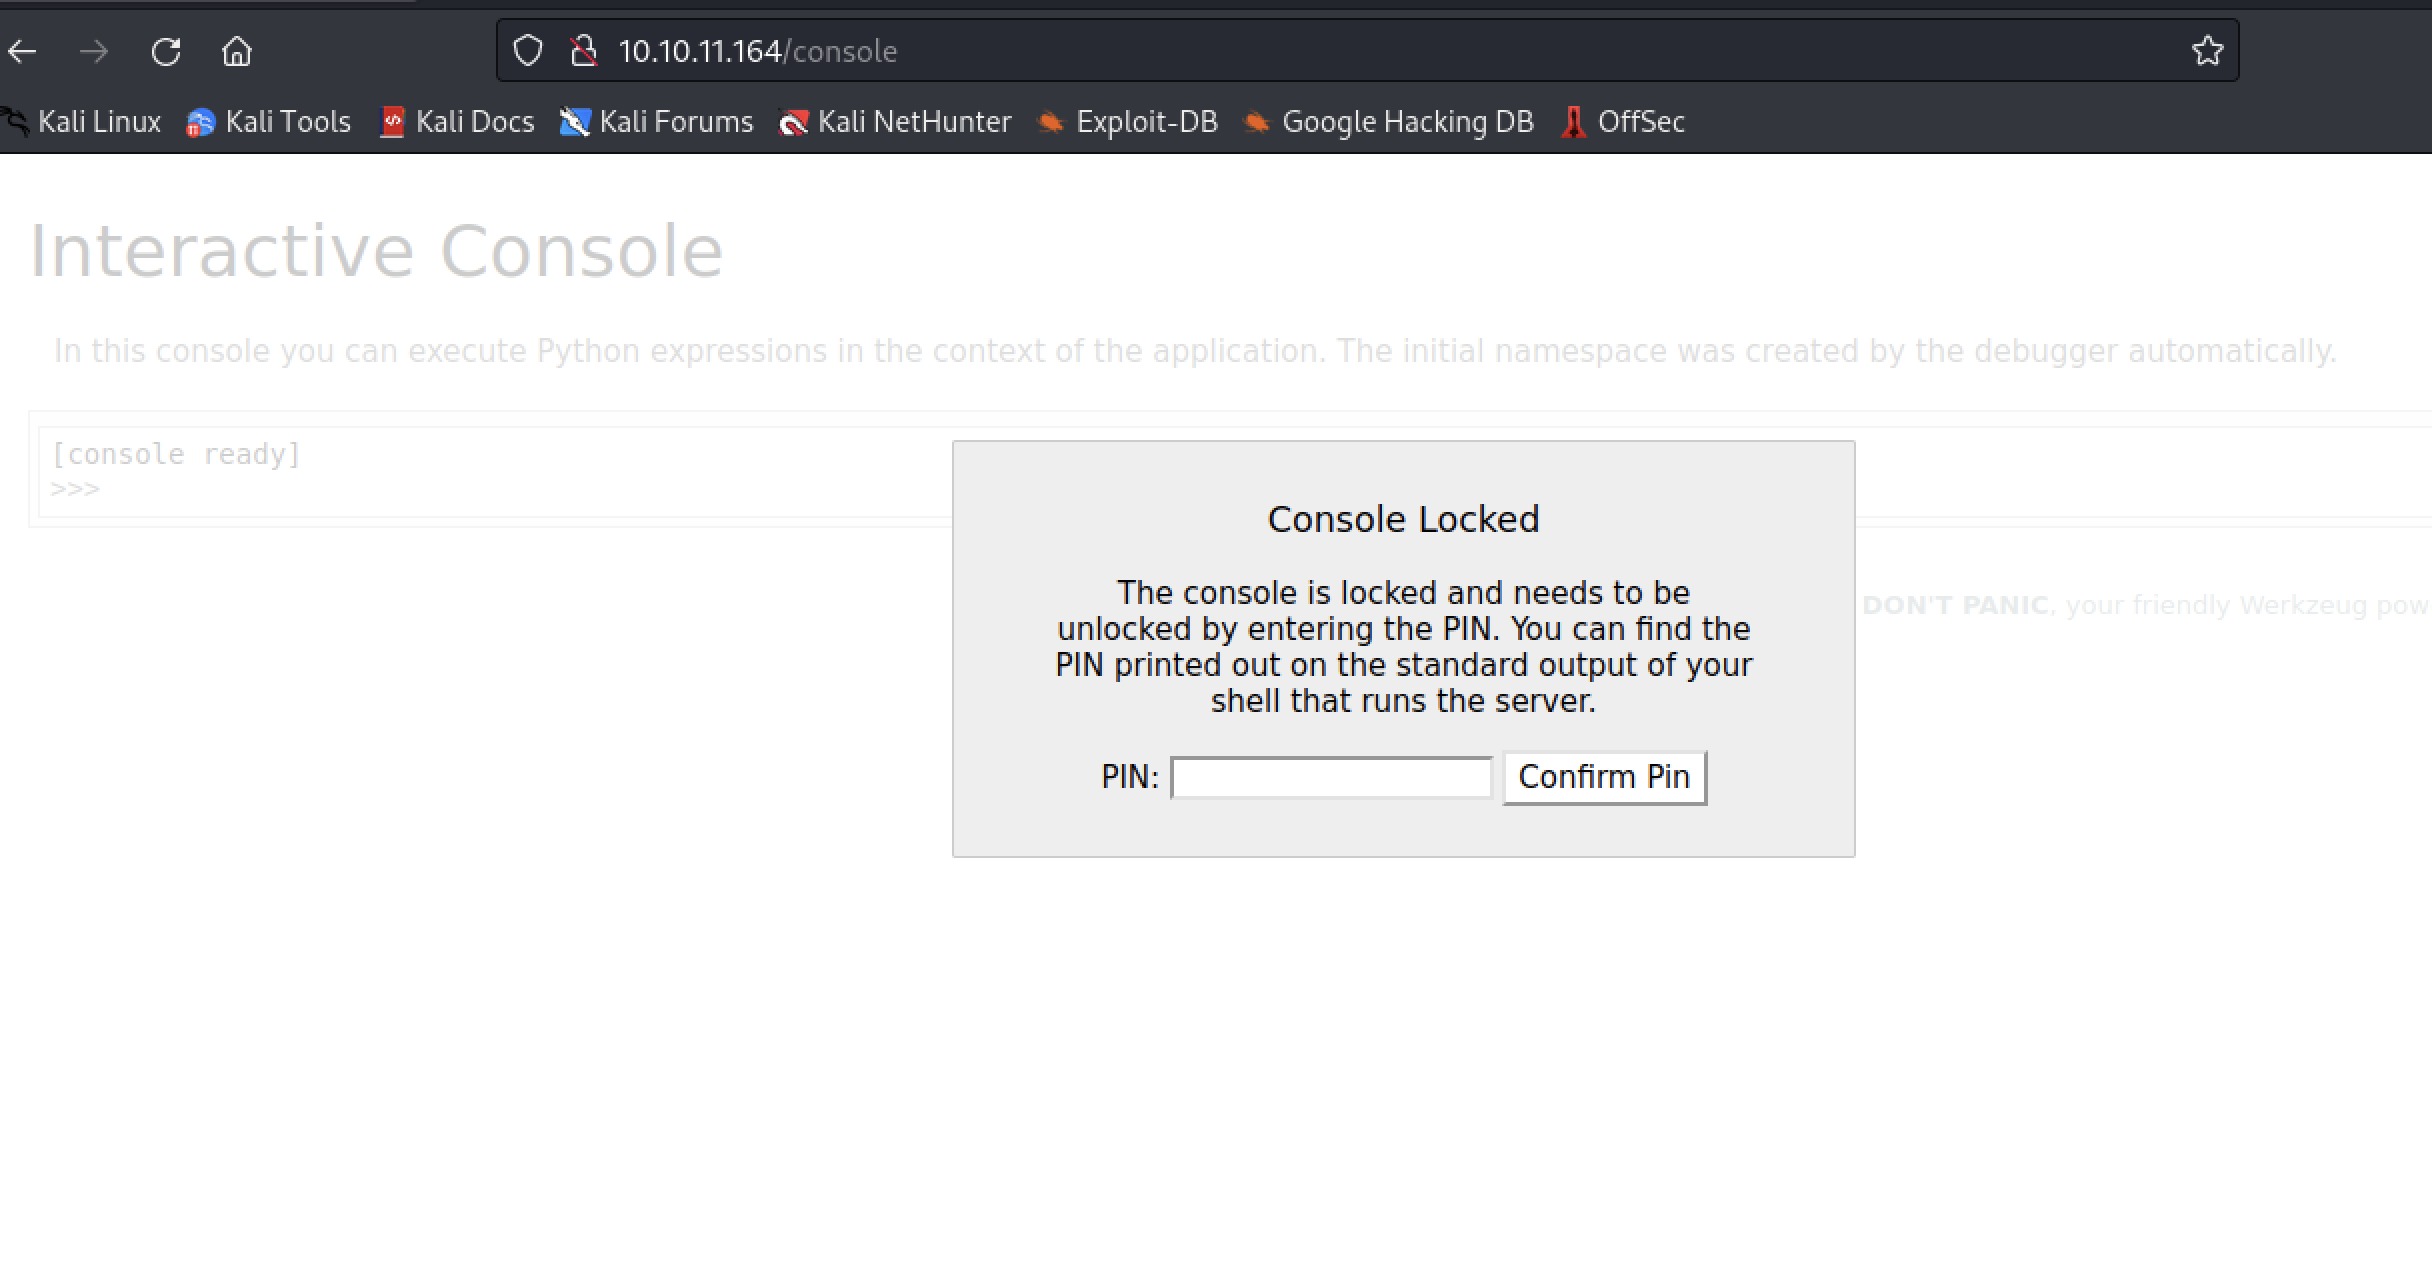 10.10.11.164/console
Kali Linux Kali Tools Kali Docs Kali Forums Kali NetHunter Exploit-DB Google Hacking DB OffSec
Interactive Console
In this console you can execute Python expressions in the context of the application. The initial namespace was created by the debugger automatically.
[console ready]
>>>
Console Locked
The console is locked and needs to be
unlocked by entering the PIN. You can find the
PIN printed out on the standard output of your
shell that runs the server.
PIN: Confirm Pin
DON'T PANIC, your friendly Werkzeug pow